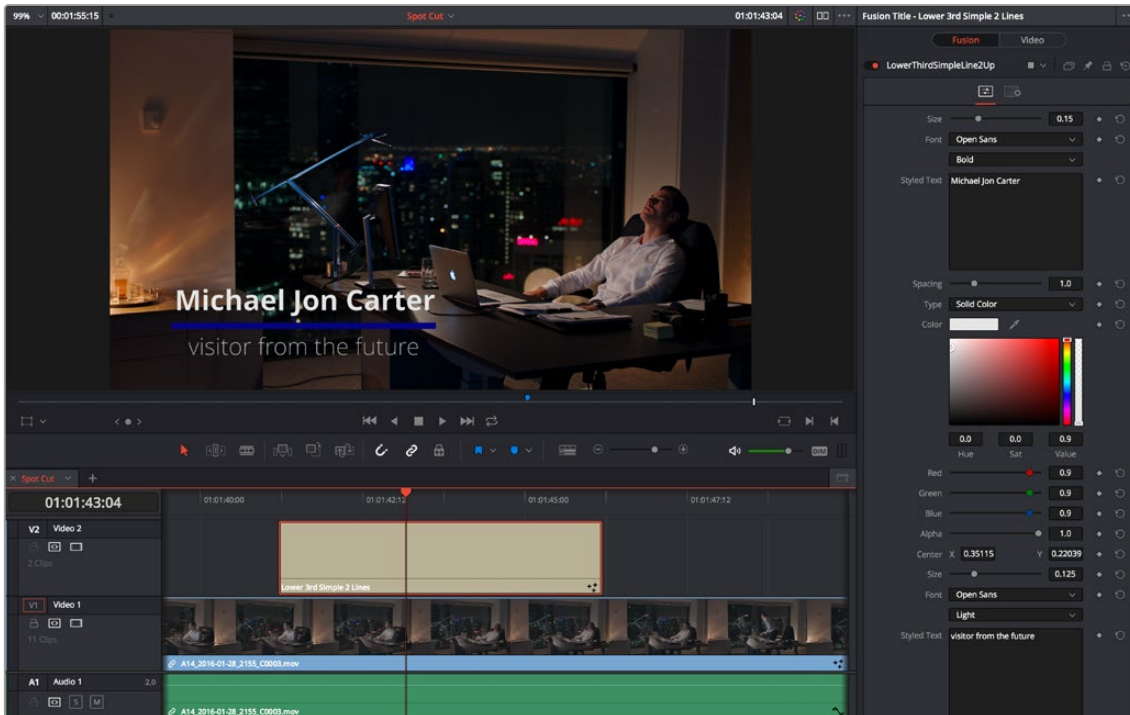 99%
00:01:55:15
Spot Cut
01:01:43:04
Fusion Title - Lower 3rd Simple 2 Lines
Fusion
Video
LowerThirdSimpleLine2Up
Size
0.15
Font
Open Sans
Bold
Styled Text
Michael Jon Carter
Spacing
1.0
Type
Solid Color
Color
0.0
0.0
0.9
Hue
Sat
Value
Red
0.9
Green
0.9
Blue
0.9
Alpha
1.0
Center
X
0.35115
Y
0.22039
Size
0.125
Font
Open Sans
Light
Styled Text
visitor from the future
Michael Jon Carter
visitor from the future
DIM
Spot Cut
01:01:43:04
01:01:40:00
01:01:42:12
01:01:45:00
01:01:47:12
V2
Video 2
2 Clips
Lower 3rd Simple 2 Lines
V1
Video 1
11 Clips
A14_2016-01-28_2155_C0003.mov
A1
Audio 1
2.0
S
M
A14_2016-01-28_2155_C0003.mov